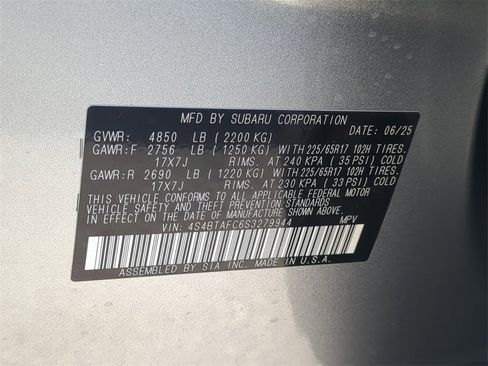 MFD BY SUBARU CORPORATION DATE: 06/25
GVWR: 4850 LB (2200 KG)
GAWR:F 2756 LB (1250 KG) WITH 225/65R17 102H TIRES.
17X7J RIMS. AT 240 KPA (35 PSI) COLD
GAWR:R 2690 LB (1220 KG) WITH 225/65R17 102H TIRES.
17X7J RIMS. AT 230 KPA (33 PSI) COLD
THIS VEHICLE CONFORMS TO ALL APPLICABLE FEDERAL MOTOR
VEHICLE SAFETY AND THEFT PREVENTION STANDARDS IN
EFFECT ON THE DATE OF MANUFACTURE SHOWN ABOVE.
VIN: 4S4BTAFC6S3279944 MPV
ASSEMBLED BY SIA INC. MADE IN U.S.A.